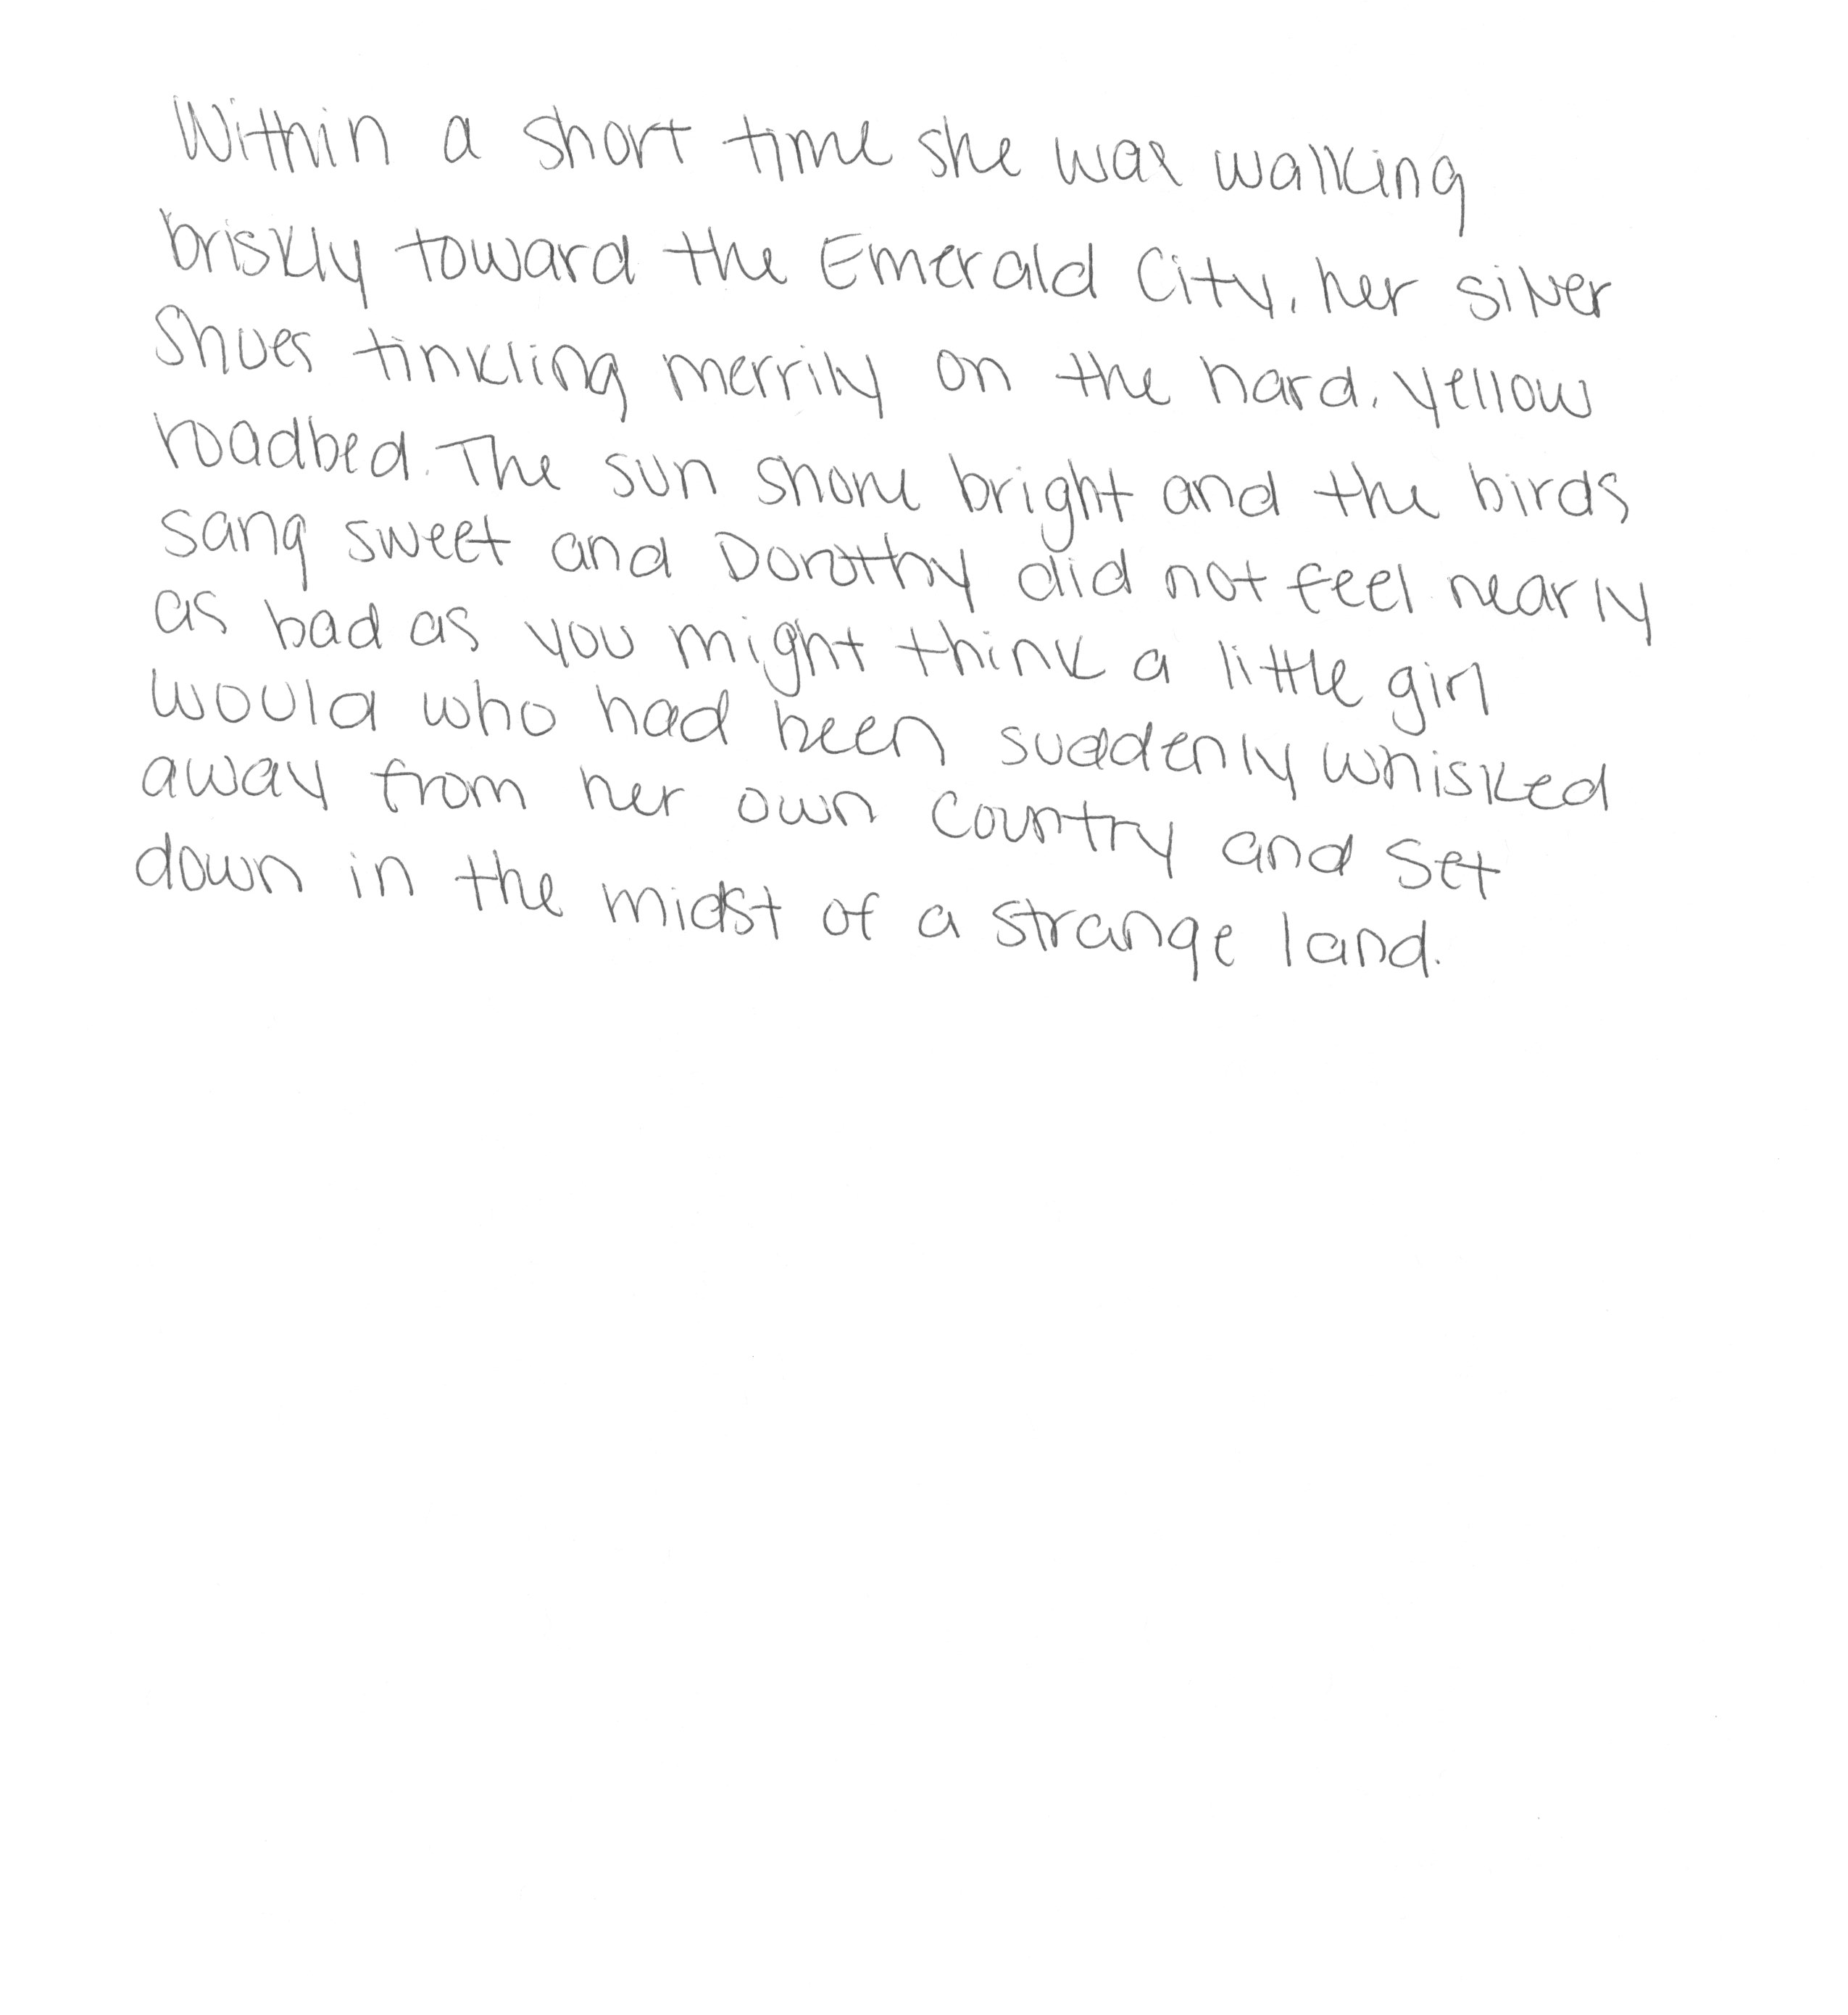 Within a short time she was walking
briskly toward the Emerald City, her silver
Shoes tinkling merrily on the hard, yellow
roadbed. The sun shone bright and the birds
sang sweet and Dorothy did not feel nearly
as bad as you might think a little girl
would who had been suddenly whisked
away from her own country and set
down in the midst of a strange land.